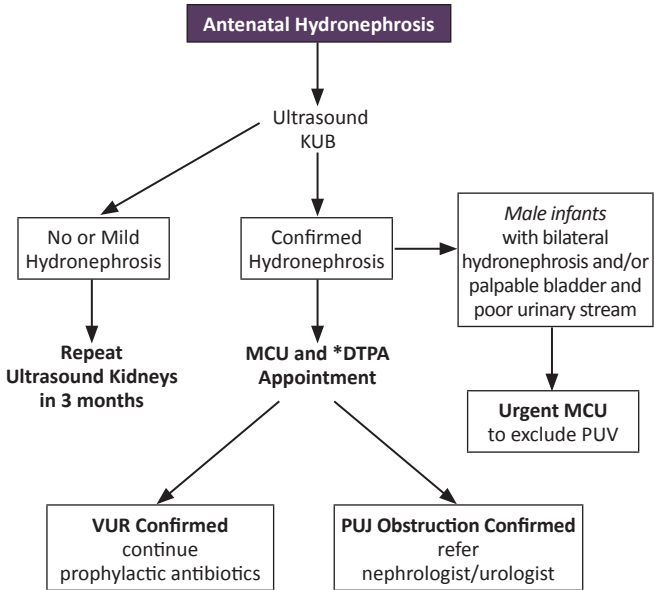 Antenatal Hydronephrosis
Ultrasound
KUB
No or Mild
Hydronephrosis
Confirmed
Hydronephrosis
Male infants
with bilateral
hydronephrosis and/or
palpable bladder and
poor urinary stream
Repeat
Ultrasound Kidneys
in 3 months
MCU and *DTPA
Appointment
Urgent MCU
to exclude PUV
VUR Confirmed
continue
prophylactic antibiotics
PUJ Obstruction Confirmed
refer
nephrologist/urologist